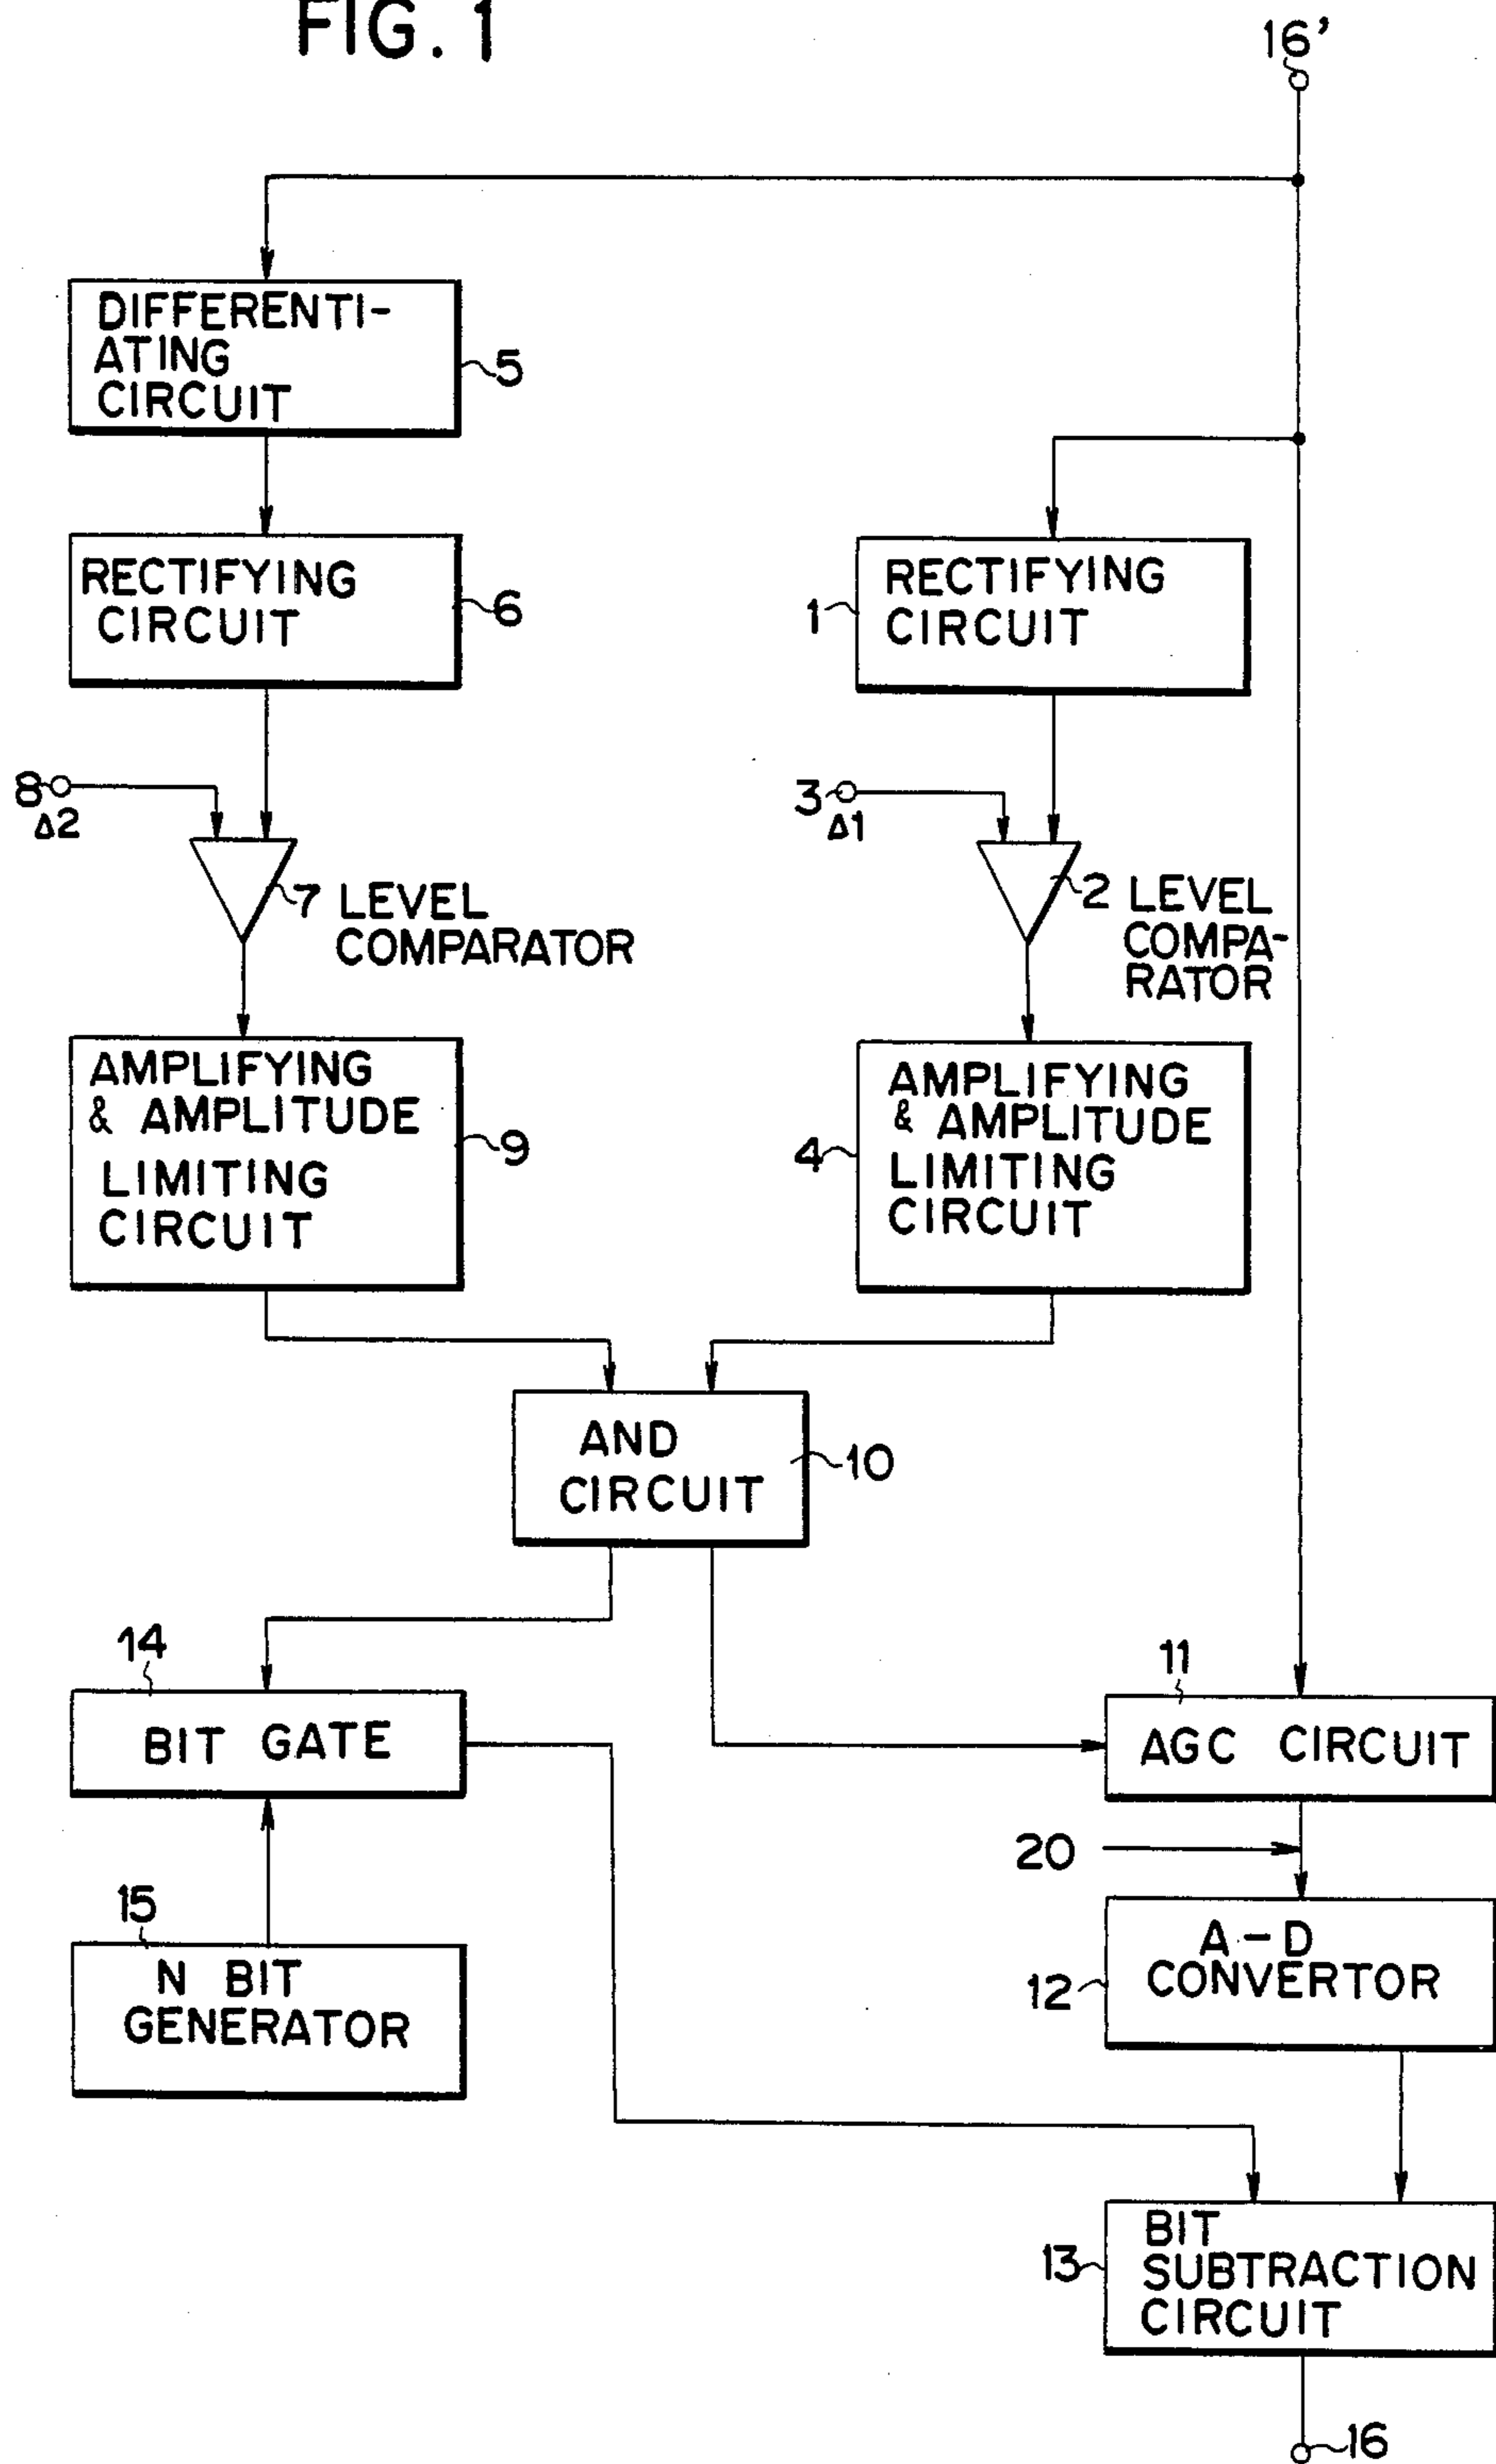 FIG. 1
16'
DIFFERENTI-
ATING
CIRCUIT
5
RECTIFYING
CIRCUIT
6
1
RECTIFYING
CIRCUIT
8
Δ2
3
Δ1
7 LEVEL
COMPARATOR
2 LEVEL
COMPA-
RATOR
AMPLIFYING
& AMPLITUDE
LIMITING
CIRCUIT
9
4
AMPLIFYING
& AMPLITUDE
LIMITING
CIRCUIT
AND
CIRCUIT
10
14
BIT GATE
11
AGC CIRCUIT
20
15
N BIT
GENERATOR
A-D
CONVERTOR
12
13
BIT
SUBTRACTION
CIRCUIT
16